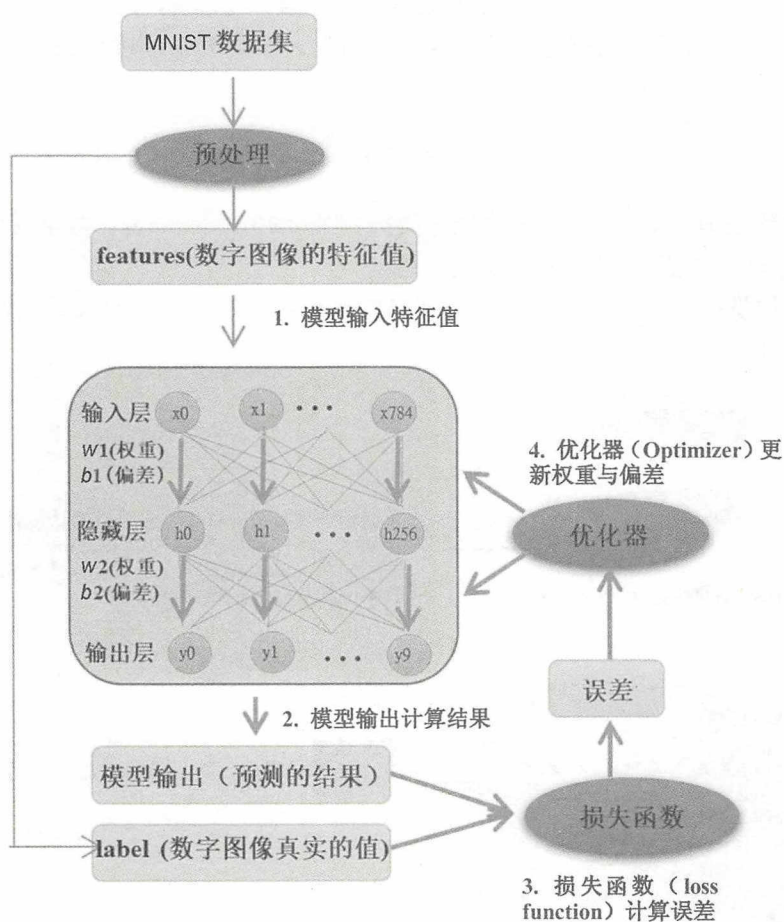 MNIST 数据集
预处理
features(数字图像的特征值)
1. 模型输入特征值
输入层 x0 x1 ··· x784
w1(权重)
b1(偏差)
隐藏层 h0 h1 ··· h256
w2(权重)
b2(偏差)
输出层 y0 y1 ··· y9
2. 模型输出计算结果
模型输出（预测的结果）
label (数字图像真实的值)
4. 优化器（Optimizer）更
新权重与偏差
优化器
误差
损失函数
3. 损失函数（loss
function）计算误差